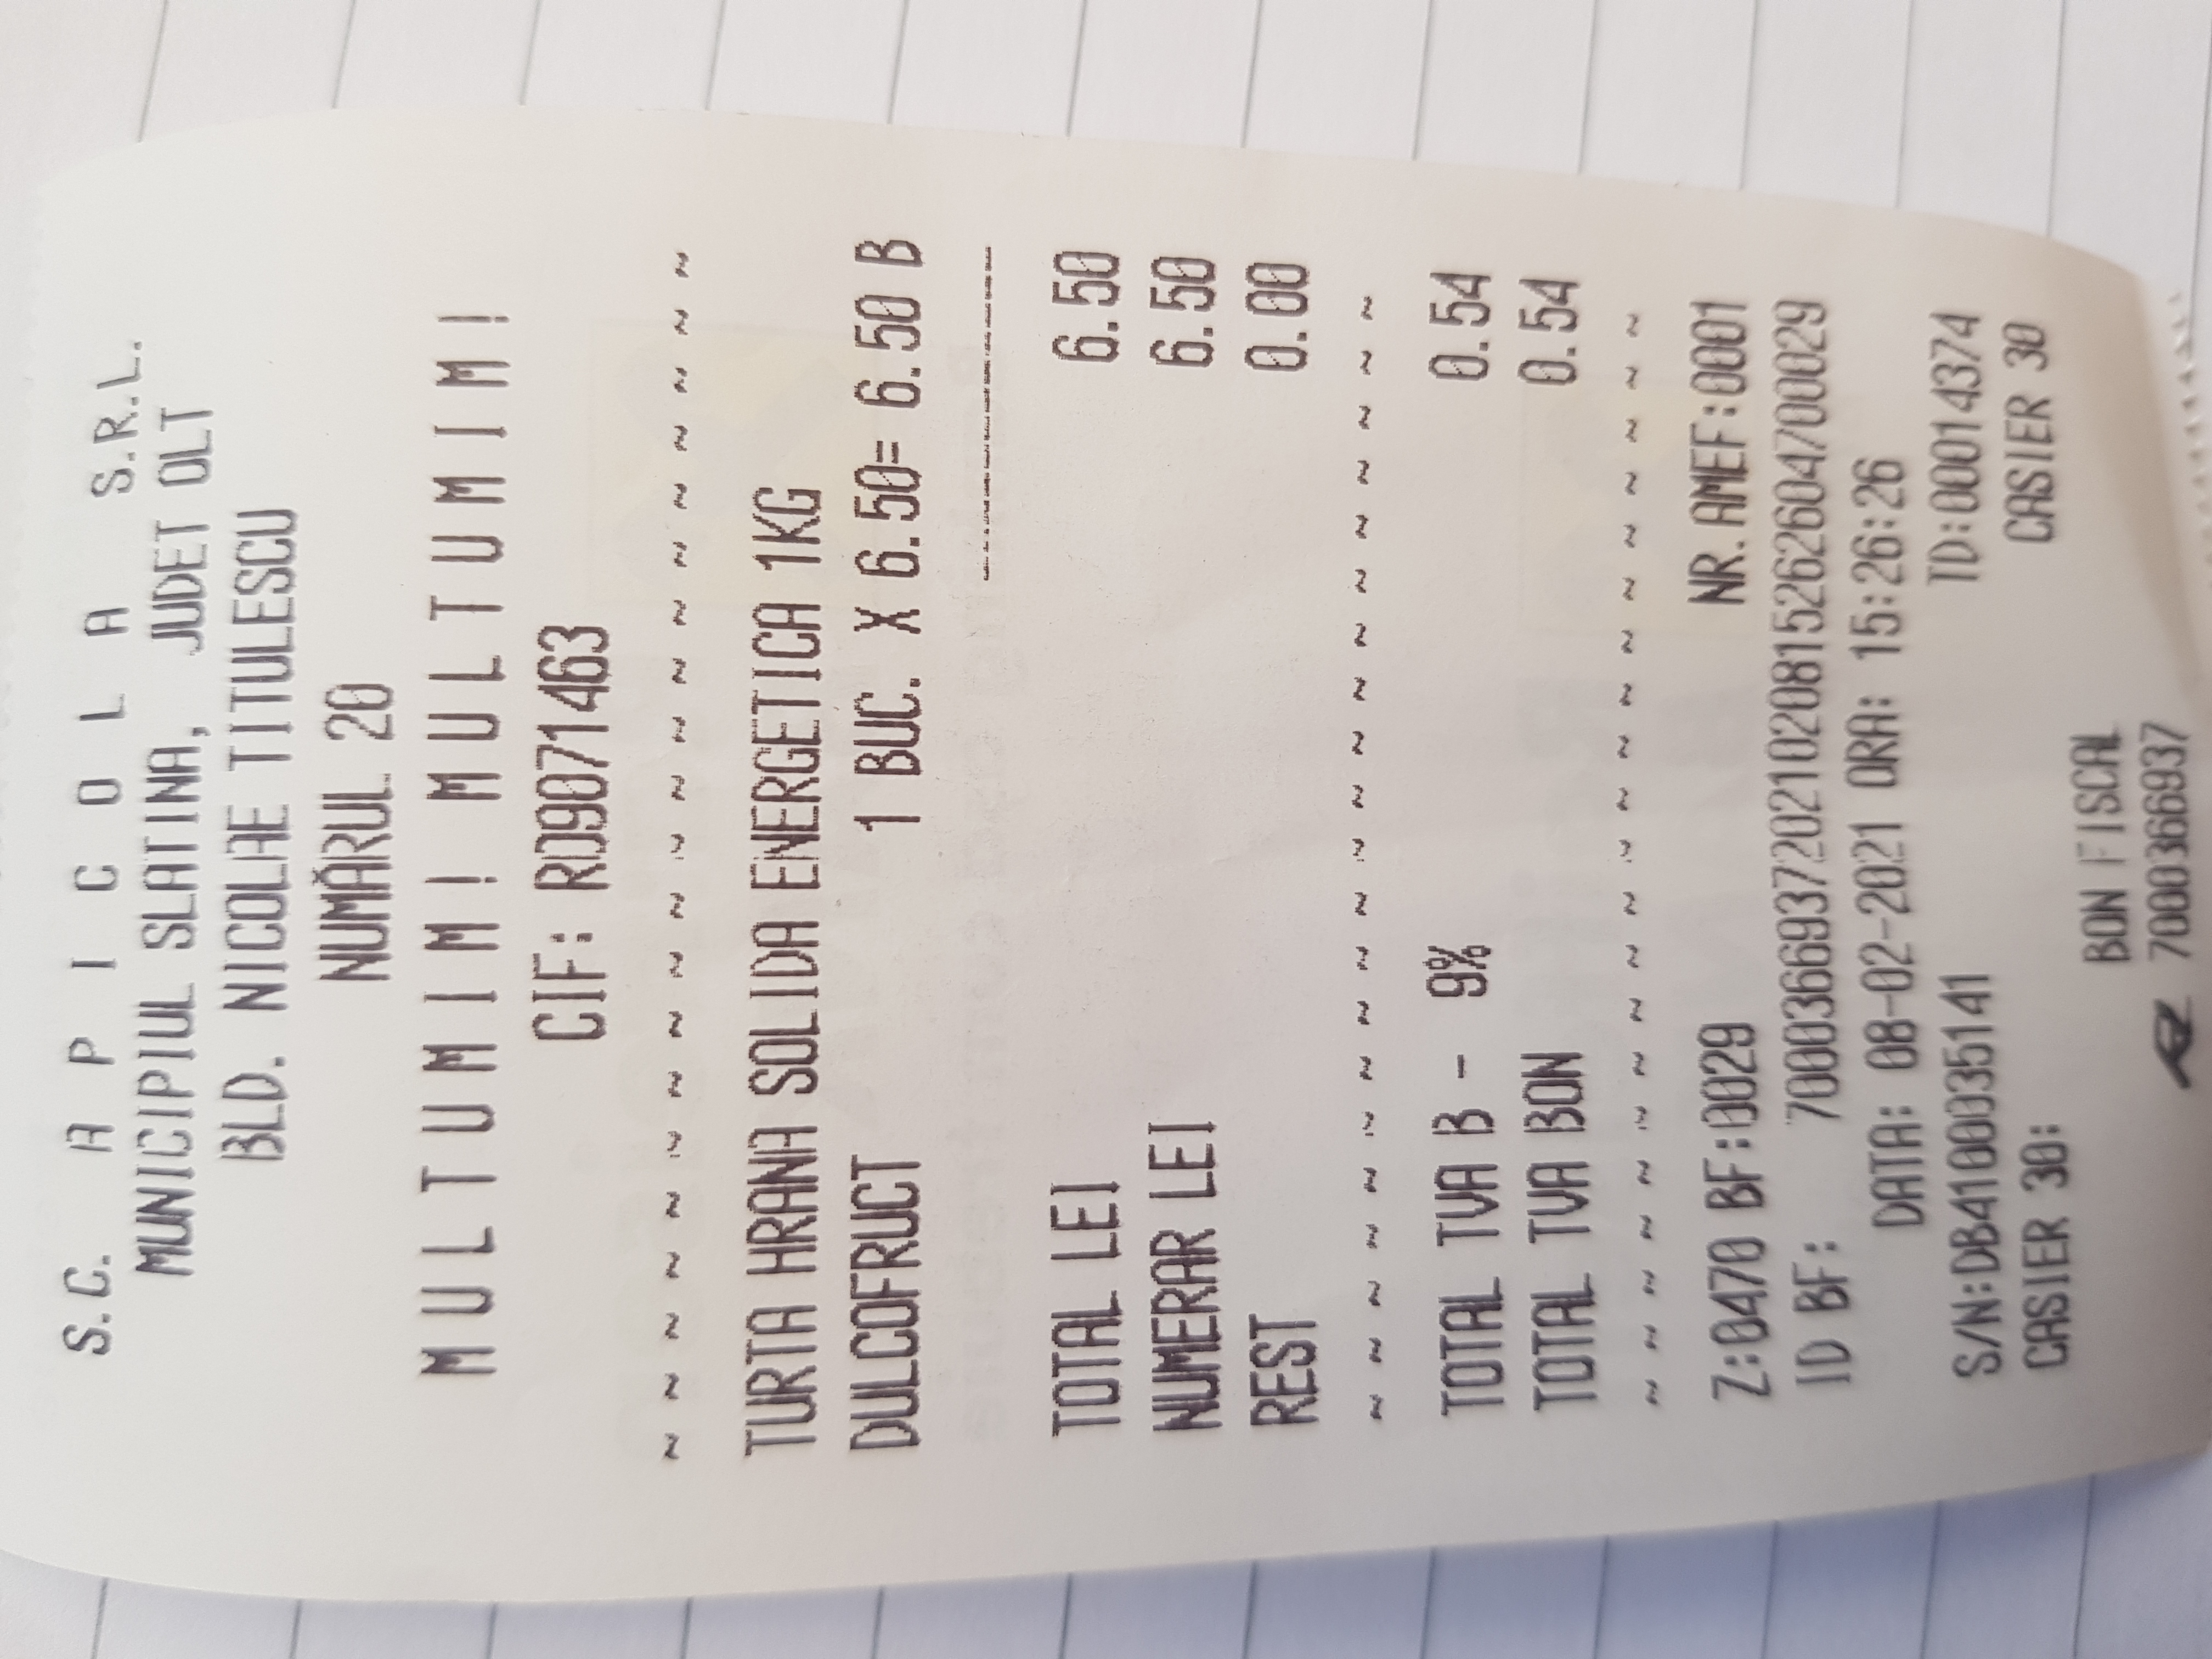 S.C. A P I C O L A S.R.L.
MUNICIPIUL SLATINA, JUDET OLT
BLD. NICOLAE TITULESCU
NUMĂRUL 20
M U L T U M I M ! M U L T U M I M !
CIF: RO9071463
~ ~ ~ ~ ~ ~ ~ ~ ~ ~ ~ ~ ~ ~ ~ ~ ~ ~ ~ ~ ~
TURTA HRANA SOLIDA ENERGETICA 1KG
DULCOFRUCT 1 BUC. X 6.50= 6.50 B
----------
TOTAL LEI 6.50
NUMERAR LEI 6.50
REST 0.00
~ ~ ~ ~ ~ ~ ~ ~ ~ ~ ~ ~ ~ ~ ~ ~ ~ ~ ~ ~ ~
TOTAL TVA B - 9% 0.54
TOTAL TVA BON 0.54
~ ~ ~ ~ ~ ~ ~ ~ ~ ~ ~ ~ ~ ~ ~ ~ ~ ~ ~ ~ ~
Z:0470 BF:0029 NR.AMEF:0001
ID BF: 70003669372021020815262604700029
DATA: 08-02-2021 ORA: 15:26:26
S/N:DB4100035141 ID:00014374
CASIER 30: CASIER 30
BON FISCAL
7000366937